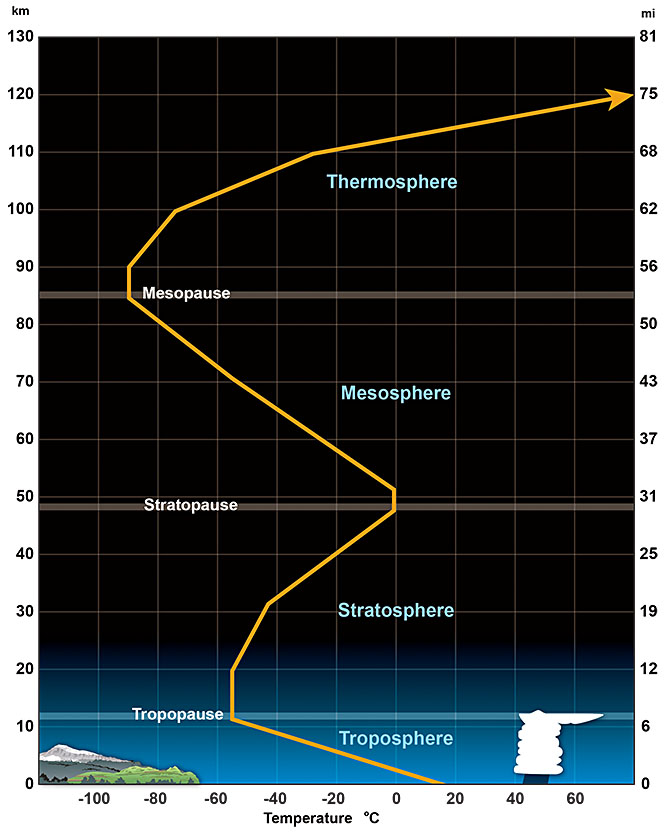 km
mi
130
81
120
75
110
68
Thermosphere
100
62
90
56
Mesopause
80
50
70
43
Mesosphere
60
37
50
31
Stratopause
40
25
Stratosphere
30
19
20
12
Tropopause
10
6
Troposphere
0
0
-100 -80 -60 -40 -20 0 20 40 60
Temperature °C